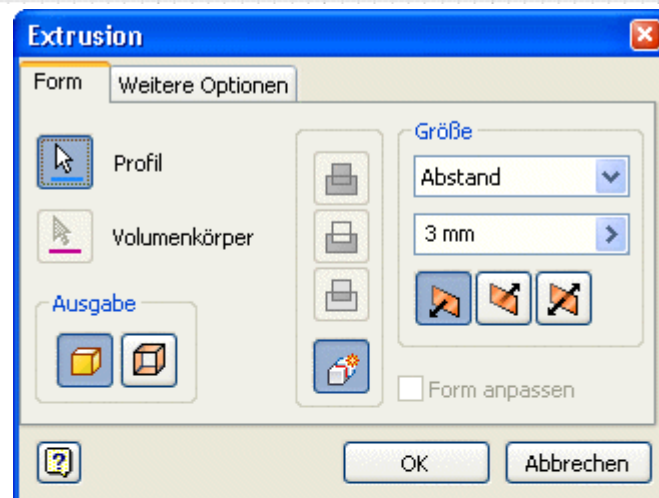 Extrusion
Form
Weitere Optionen
Profil
Volumenkörper
Ausgabe
Größe
Abstand
3 mm
Form anpassen
OK
Abbrechen